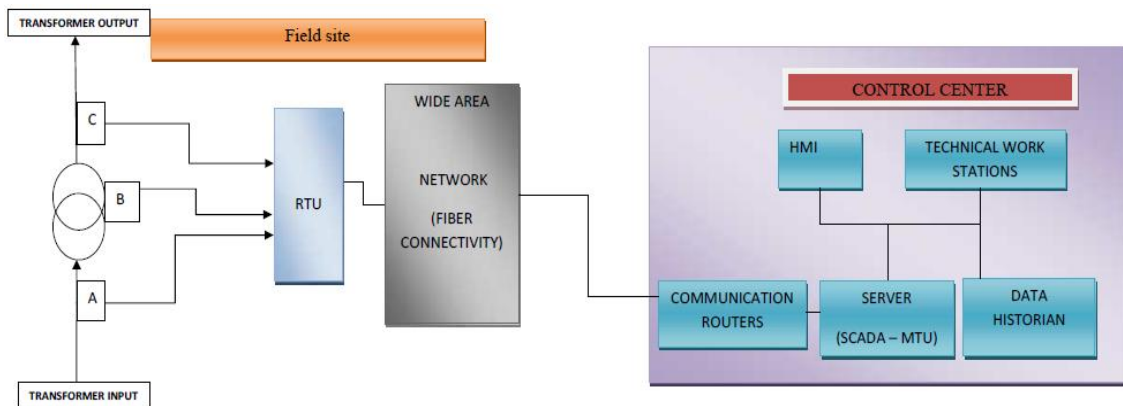 TRANSFORMER OUTPUT
Field site
C
B
A
TRANSFORMER INPUT
RTU
WIDE AREA
NETWORK
(FIBER
CONNECTIVITY)
CONTROL CENTER
HMI
TECHNICAL WORK
STATIONS
COMMUNICATION
ROUTERS
SERVER
(SCADA – MTU)
DATA
HISTORIAN